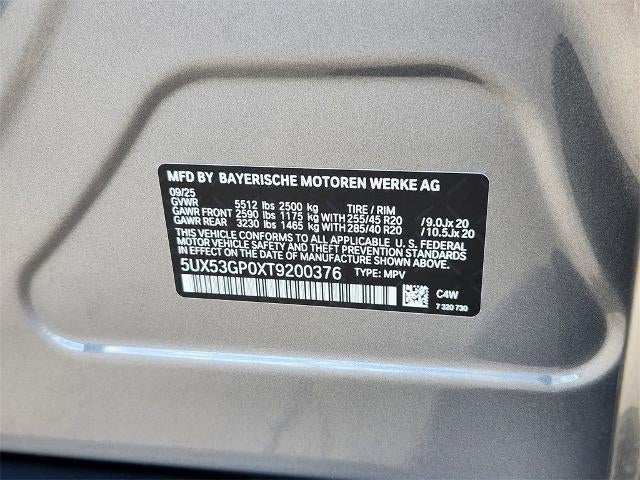 MFD BY BAYERISCHE MOTOREN WERKE AG
09/25
GVWR 5512 lbs 2500 kg TIRE / RIM
GAWR FRONT 2590 lbs 1175 kg WITH 255/45 R20 /9.0Jx 20
GAWR REAR 3230 lbs 1465 kg WITH 285/40 R20 /10.5Jx 20
THIS VEHICLE CONFORMS TO ALL APPLICABLE U.S. FEDERAL
MOTOR VEHICLE SAFETY AND THEFT PREVENTION STANDARDS
IN EFFECT ON THE DATE OF MANUFACTURE SHOWN ABOVE.
5UX53GP0XT9200376 TYPE: MPV
C4W
7 320 730